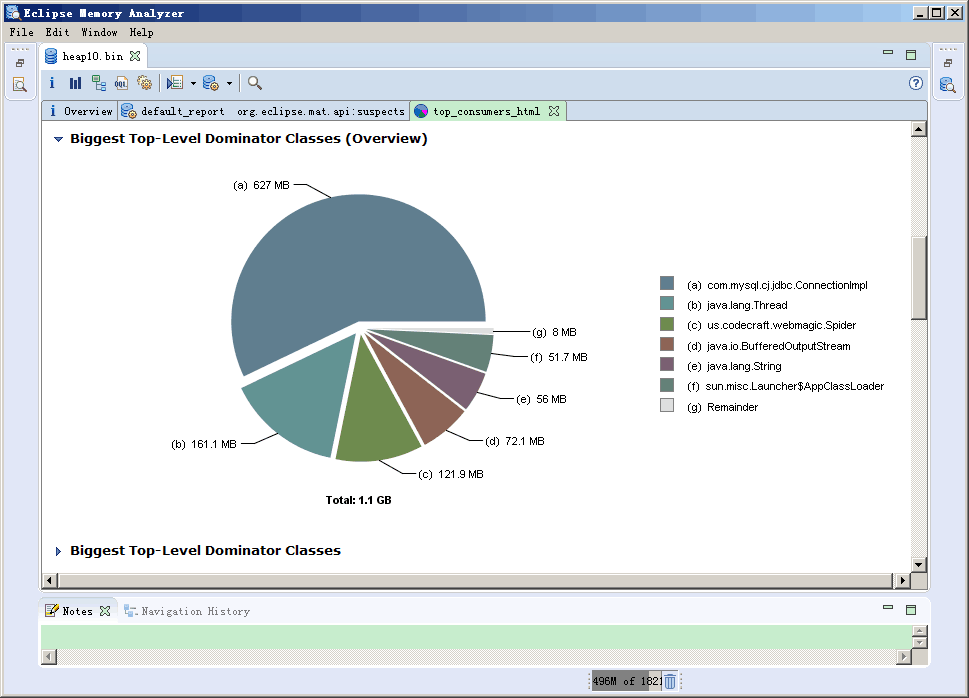 Eclipse Memory Analyzer
File Edit Window Help
heap10.bin
i OQL ?
i Overview default_report org.eclipse.mat.api:suspects top_consumers_html
Biggest Top-Level Dominator Classes (Overview)
(a) 627 MB
(g) 8 MB
(f) 51.7 MB
(e) 56 MB
(d) 72.1 MB
(c) 121.9 MB
(b) 161.1 MB
Total: 1.1 GB
(a) com.mysql.cj.jdbc.ConnectionImpl
(b) java.lang.Thread
(c) us.codecraft.webmagic.Spider
(d) java.io.BufferedOutputStream
(e) java.lang.String
(f) sun.misc.Launcher$AppClassLoader
(g) Remainder
Biggest Top-Level Dominator Classes
Notes Navigation History
496M of 1821